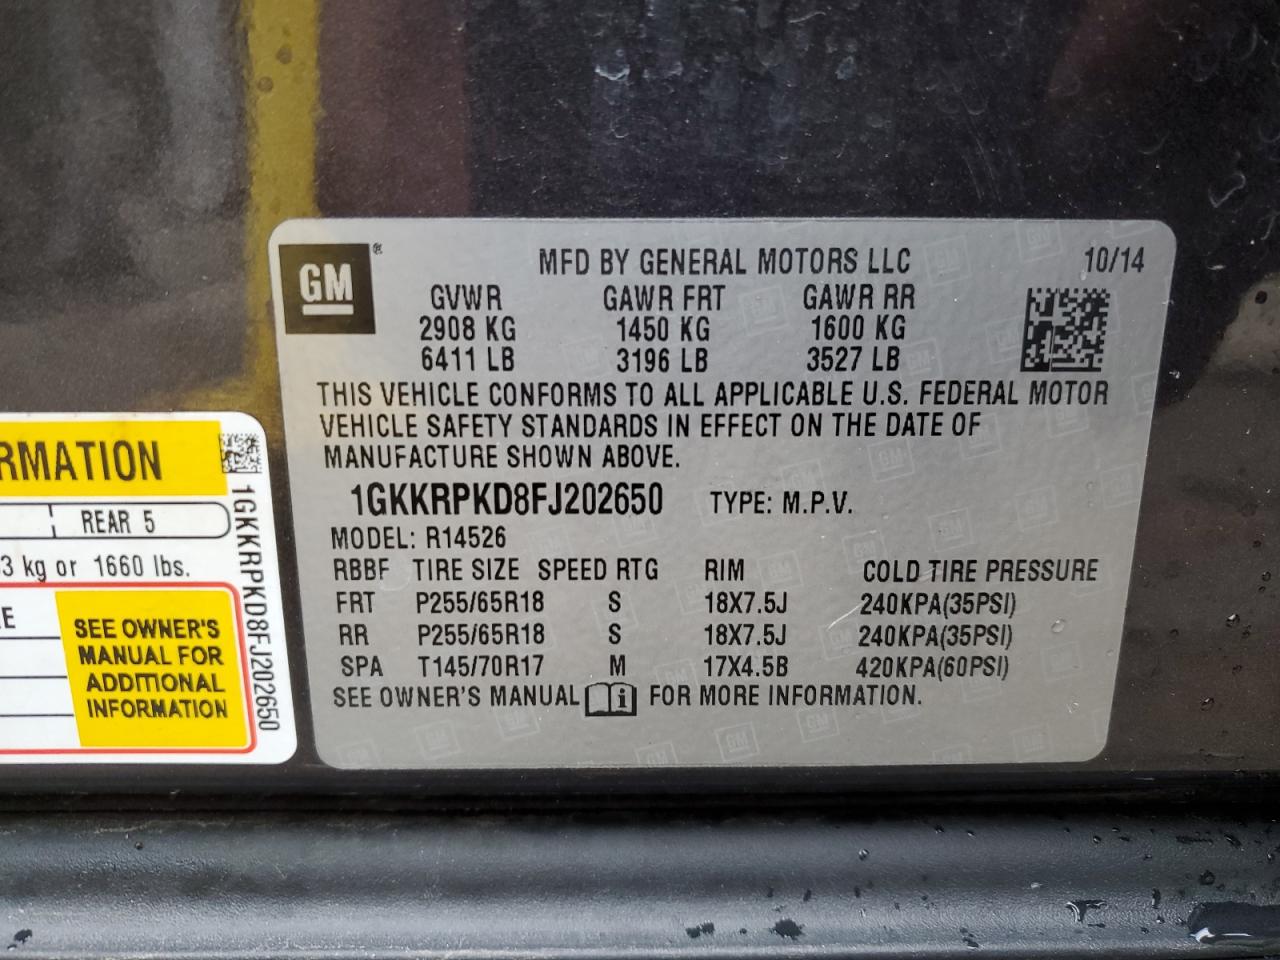 GM®
MFD BY GENERAL MOTORS LLC 10/14
GVWR GAWR FRT GAWR RR
2908 KG 1450 KG 1600 KG
6411 LB 3196 LB 3527 LB
THIS VEHICLE CONFORMS TO ALL APPLICABLE U.S. FEDERAL MOTOR
VEHICLE SAFETY STANDARDS IN EFFECT ON THE DATE OF
MANUFACTURE SHOWN ABOVE.
1GKKRPKD8FJ202650 TYPE: M.P.V.
MODEL: R14526
RBBF TIRE SIZE SPEED RTG RIM COLD TIRE PRESSURE
FRT P255/65R18 S 18X7.5J 240KPA(35PSI)
RR P255/65R18 S 18X7.5J 240KPA(35PSI)
SPA T145/70R17 M 17X4.5B 420KPA(60PSI)
SEE OWNER'S MANUAL i FOR MORE INFORMATION.
RMATION
REAR 5
3 kg or 1660 lbs.
E
SEE OWNER'S
MANUAL FOR
ADDITIONAL
INFORMATION
1GKKRPKD8FJ202650